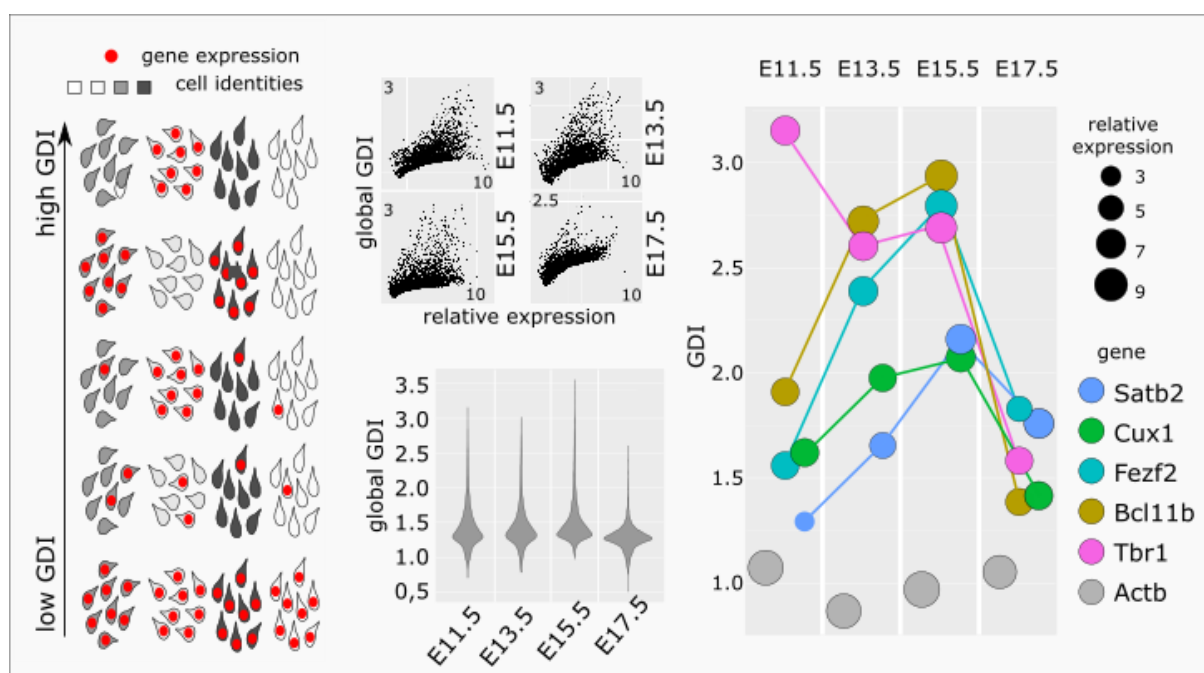 gene expression
cell identities
high GDI
low GDI
3
10
E11.5
3
10
E13.5
3
10
E15.5
2.5
10
E17.5
global GDI
relative expression
global GDI
3.5
3.0
2.5
2.0
1.5
1.0
0,5
E11.5
E13.5
E15.5
E17.5
E11.5 E13.5 E15.5 E17.5
GDI
3.0
2.5
2.0
1.5
1.0
relative
expression
3
5
7
9
gene
Satb2
Cux1
Fezf2
Bcl11b
Tbr1
Actb